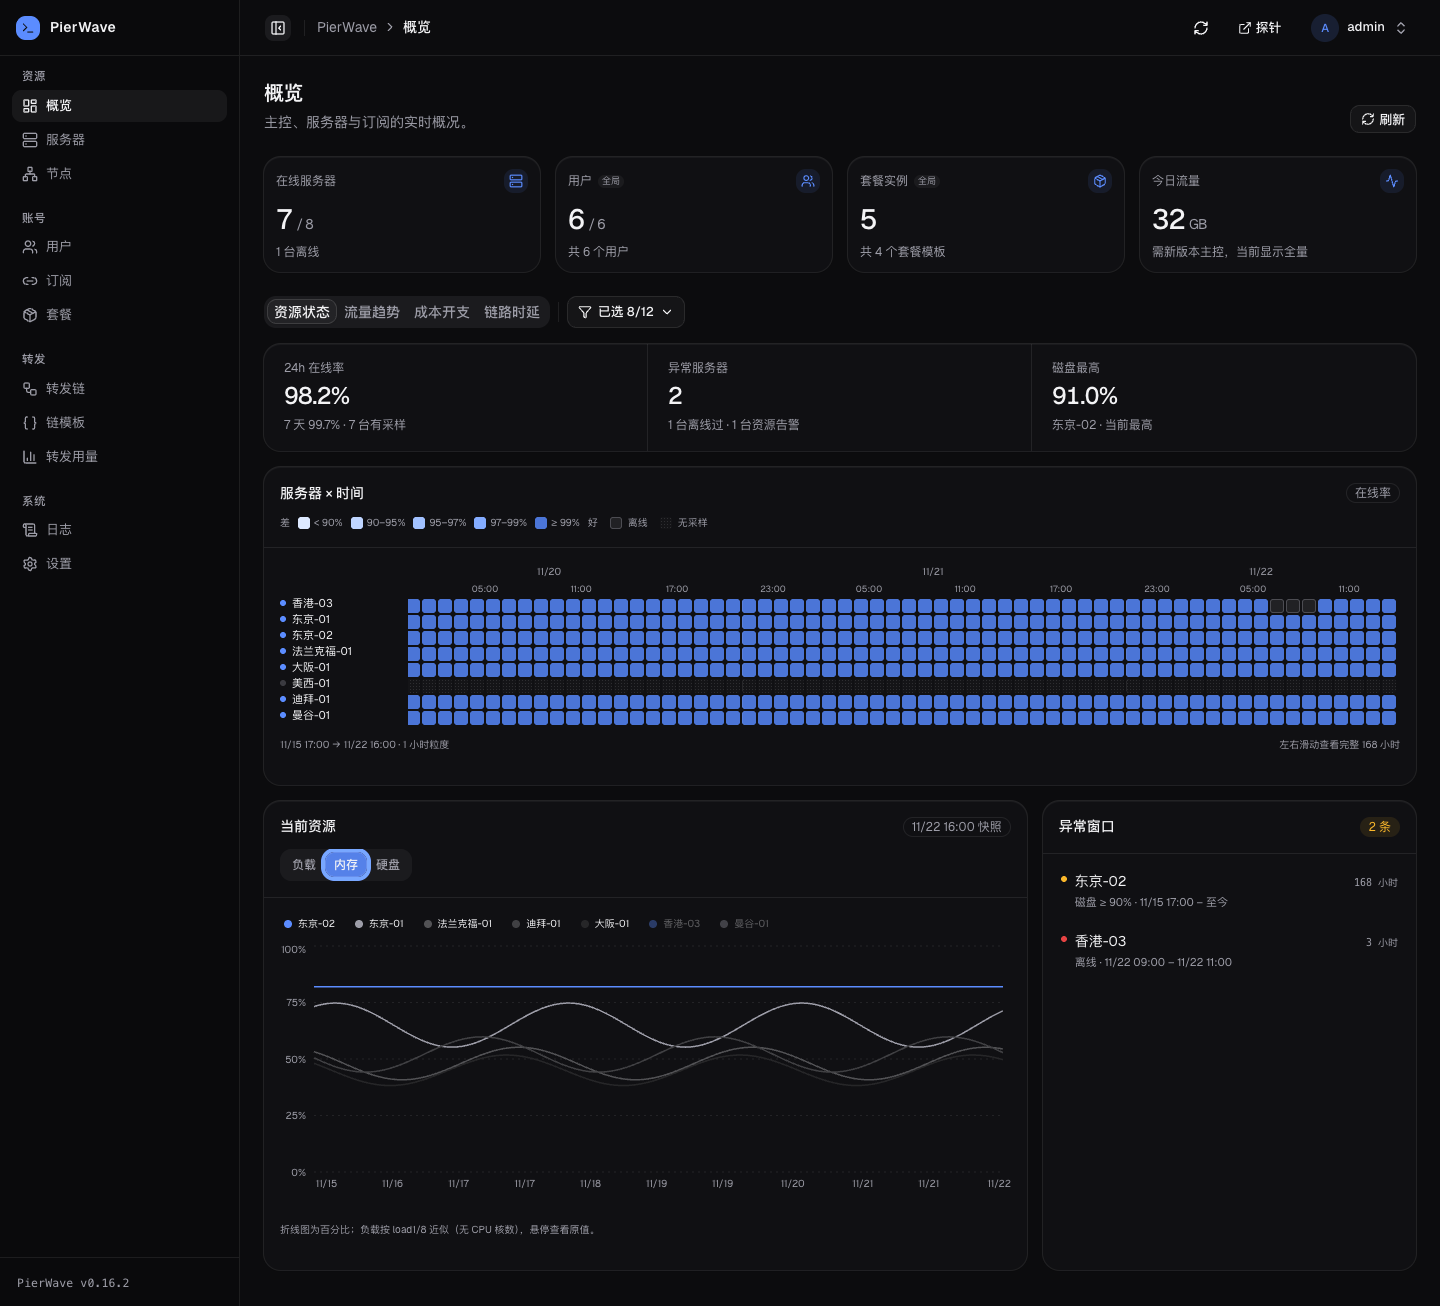 PierWave
PierWave > 概览
探针
A
admin
资源
概览
服务器
节点
账号
用户
订阅
套餐
转发
转发链
链模板
转发用量
系统
日志
设置
PierWave v0.16.2
概览
主控、服务器与订阅的实时概况。
刷新
在线服务器
7 / 8
1 台离线
用户 全局
6 / 6
共 6 个用户
套餐实例 全局
5
共 4 个套餐模板
今日流量
32 GB
需新版本主控，当前显示全量
资源状态 流量趋势 成本开支 链路时延
已选 8/12
24h 在线率
98.2%
7 天 99.7% · 7 台有采样
异常服务器
2
1 台离线过 · 1 台资源告警
磁盘最高
91.0%
东京-02 · 当前最高
服务器 × 时间
在线率
差 < 90% 90–95% 95–97% 97–99% ≥ 99% 好 离线 无采样
11/20 11/21 11/22
05:00 11:00 17:00 23:00 05:00 11:00 17:00 23:00 05:00 11:00
香港-03
东京-01
东京-02
法兰克福-01
大阪-01
美西-01
迪拜-01
曼谷-01
11/15 17:00 → 11/22 16:00 · 1 小时粒度
左右滑动查看完整 168 小时
当前资源
11/22 16:00 快照
负载 内存 硬盘
东京-02 东京-01 法兰克福-01 迪拜-01 大阪-01 香港-03 曼谷-01
100%
75%
50%
25%
0%
11/15 11/16 11/17 11/17 11/18 11/19 11/19 11/20 11/21 11/21 11/22
折线图为百分比；负载按 load1/8 近似（无 CPU 核数），悬停查看原值。
异常窗口
2 条
东京-02
168 小时
磁盘 ≥ 90% · 11/15 17:00 – 至今
香港-03
3 小时
离线 · 11/22 09:00 – 11/22 11:00